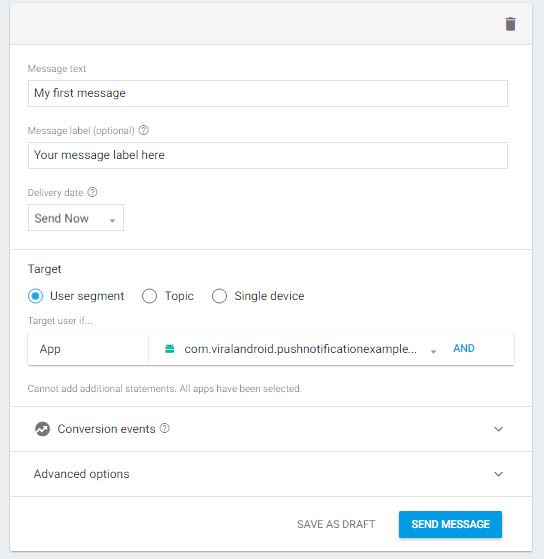 Message text
My first message
Message label (optional)
Your message label here
Delivery date
Send Now
Target
User segment Topic Single device
Target user if...
App com.viralandroid.pushnotificationexample... AND
Cannot add additional statements. All apps have been selected.
Conversion events
Advanced options
SAVE AS DRAFT SEND MESSAGE